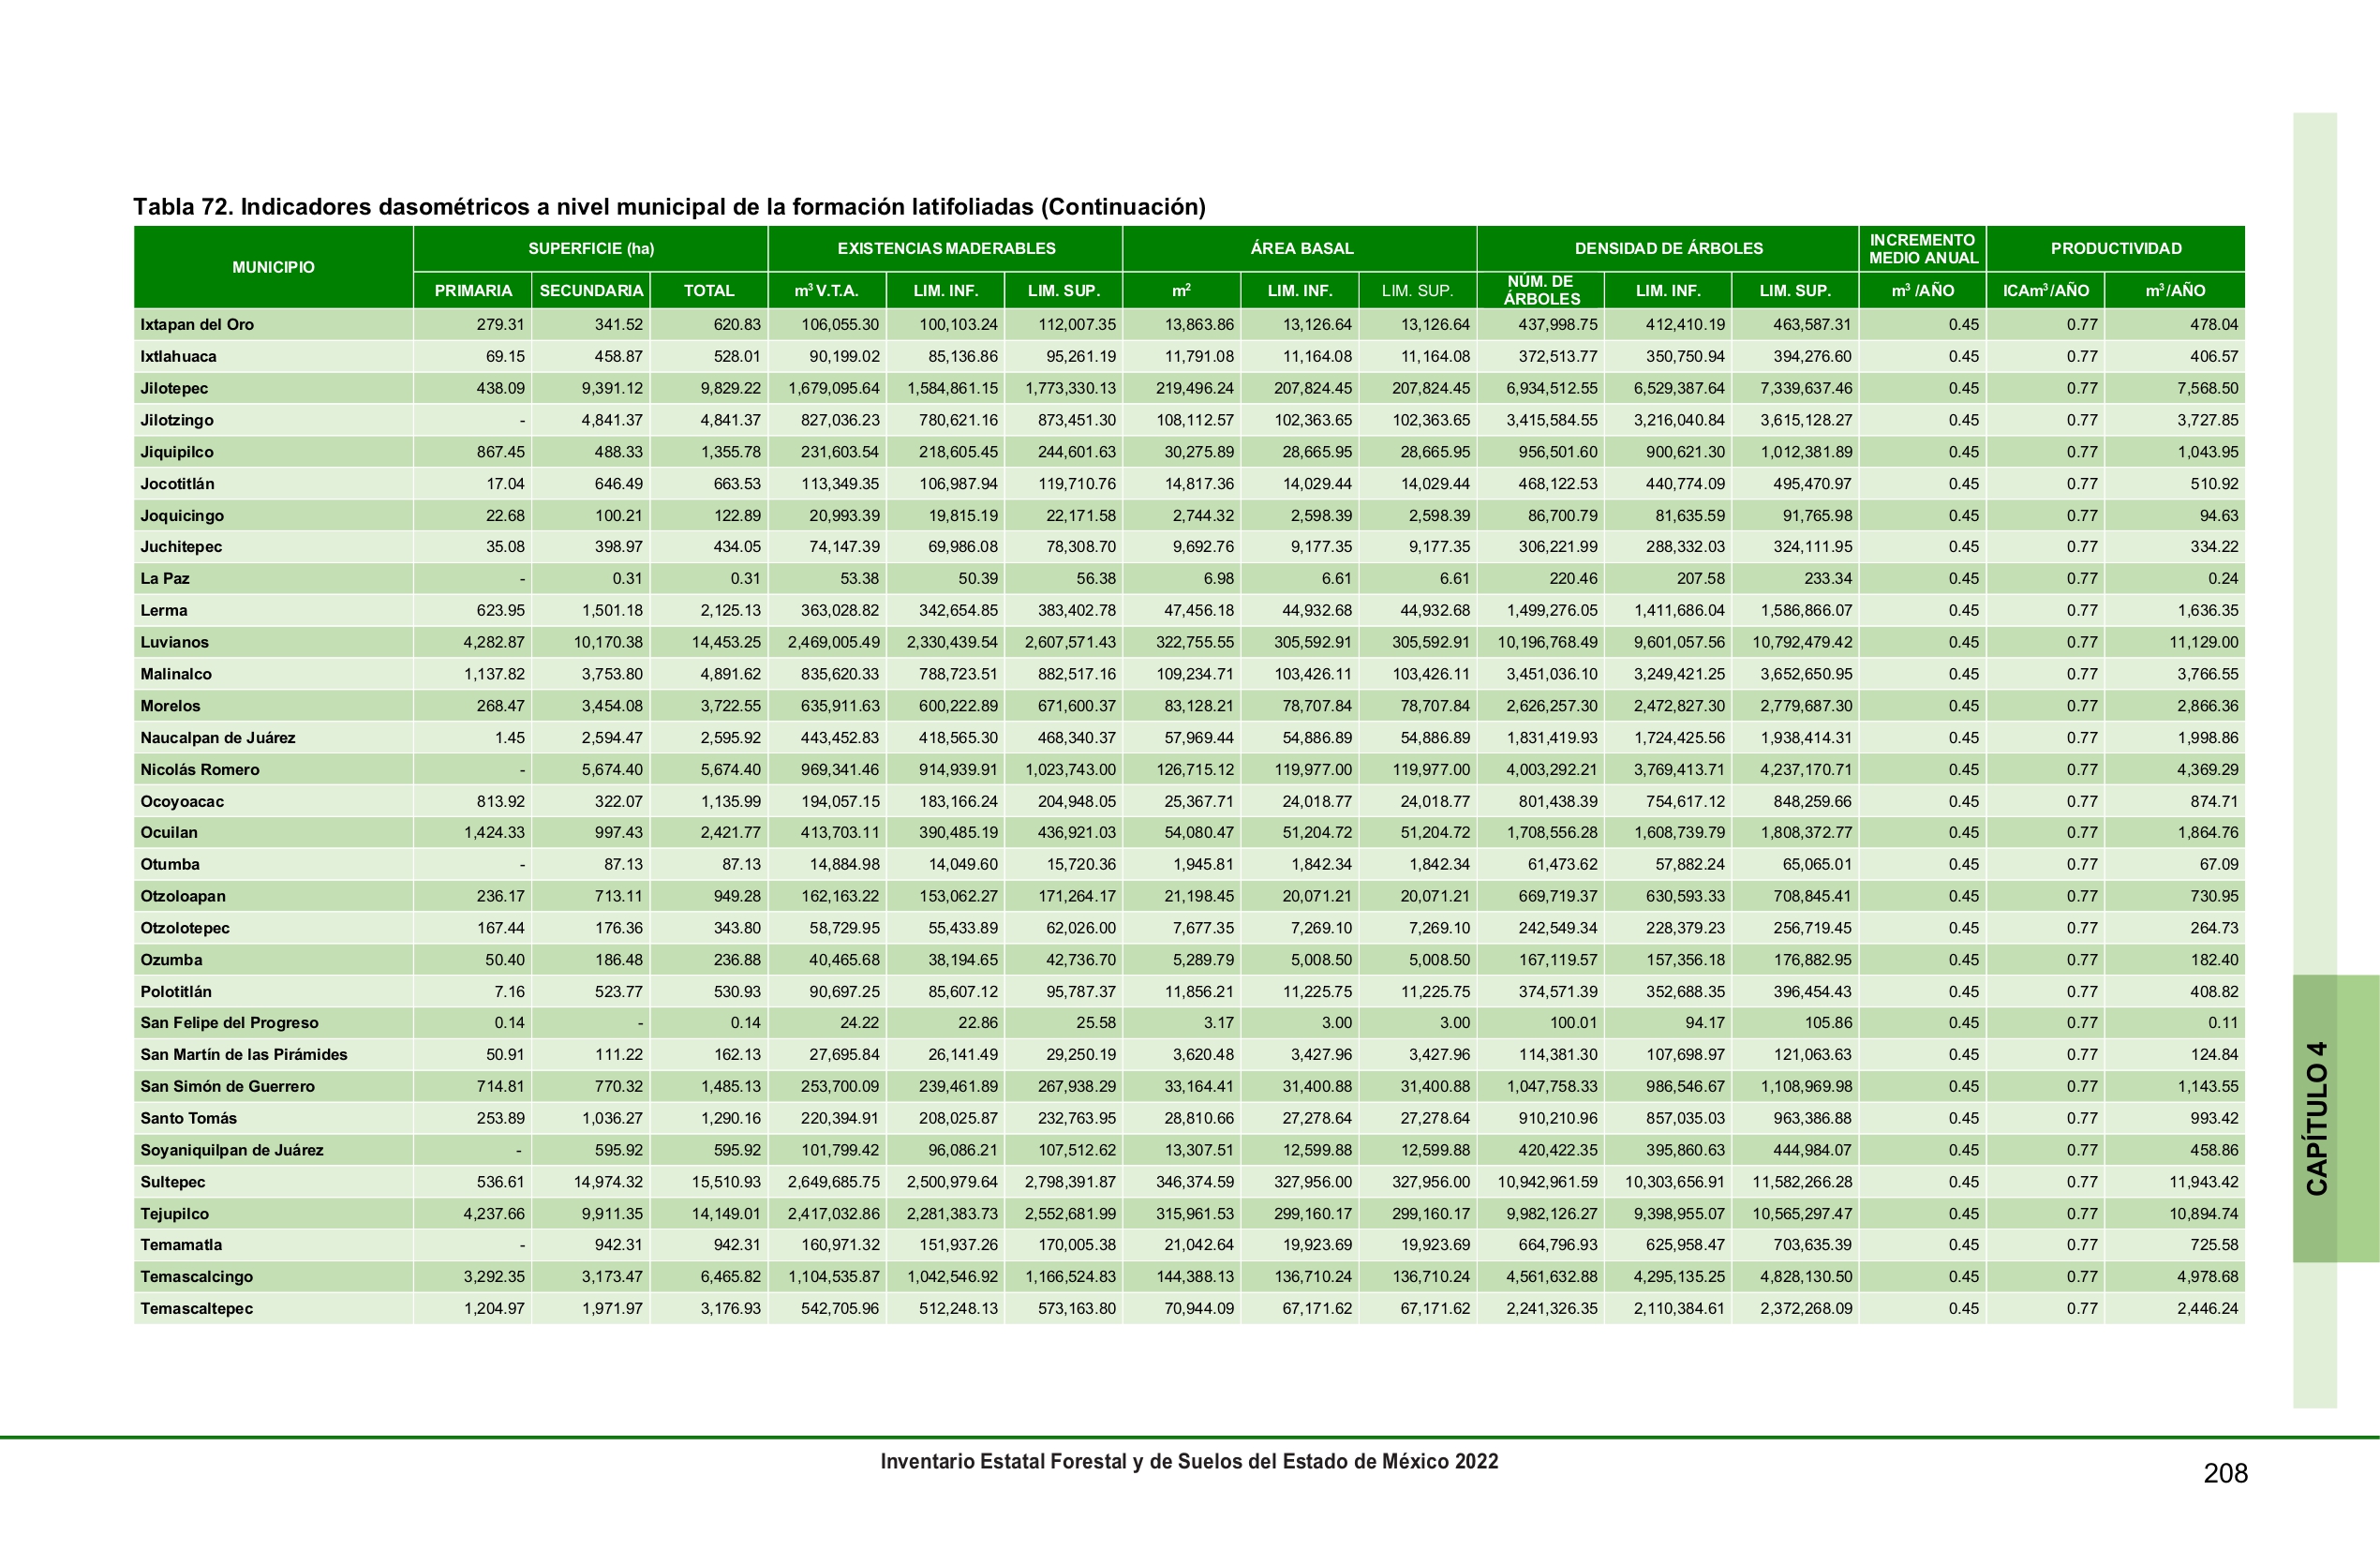 Tabla 72. Indicadores dasométricos a nivel municipal de la formación latifoliadas (Continuación)
MUNICIPIO SUPERFICIE (ha) EXISTENCIAS MADERABLES ÁREA BASAL DENSIDAD DE ÁRBOLES INCREMENTO MEDIO ANUAL PRODUCTIVIDAD
PRIMARIA SECUNDARIA TOTAL m³ V.T.A. LIM. INF. LIM. SUP. m² LIM. INF. LIM. SUP. NÚM. DE ÁRBOLES LIM. INF. LIM. SUP. m³ /AÑO ICAm³/AÑO m³/AÑO
Ixtapan del Oro 279.31 341.52 620.83 106,055.30 100,103.24 112,007.35 13,863.86 13,126.64 13,126.64 437,998.75 412,410.19 463,587.31 0.45 0.77 478.04
Ixtlahuaca 69.15 458.87 528.01 90,199.02 85,136.86 95,261.19 11,791.08 11,164.08 11,164.08 372,513.77 350,750.94 394,276.60 0.45 0.77 406.57
Jilotepec 438.09 9,391.12 9,829.22 1,679,095.64 1,584,861.15 1,773,330.13 219,496.24 207,824.45 207,824.45 6,934,512.55 6,529,387.64 7,339,637.46 0.45 0.77 7,568.50
Jilotzingo - 4,841.37 4,841.37 827,036.23 780,621.16 873,451.30 108,112.57 102,363.65 102,363.65 3,415,584.55 3,216,040.84 3,615,128.27 0.45 0.77 3,727.85
Jiquipilco 867.45 488.33 1,355.78 231,603.54 218,605.45 244,601.63 30,275.89 28,665.95 28,665.95 956,501.60 900,621.30 1,012,381.89 0.45 0.77 1,043.95
Jocotitlán 17.04 646.49 663.53 113,349.35 106,987.94 119,710.76 14,817.36 14,029.44 14,029.44 468,122.53 440,774.09 495,470.97 0.45 0.77 510.92
Joquicingo 22.68 100.21 122.89 20,993.39 19,815.19 22,171.58 2,744.32 2,598.39 2,598.39 86,700.79 81,635.59 91,765.98 0.45 0.77 94.63
Juchitepec 35.08 398.97 434.05 74,147.39 69,986.08 78,308.70 9,692.76 9,177.35 9,177.35 306,221.99 288,332.03 324,111.95 0.45 0.77 334.22
La Paz - 0.31 0.31 53.38 50.39 56.38 6.98 6.61 6.61 220.46 207.58 233.34 0.45 0.77 0.24
Lerma 623.95 1,501.18 2,125.13 363,028.82 342,654.85 383,402.78 47,456.18 44,932.68 44,932.68 1,499,276.05 1,411,686.04 1,586,866.07 0.45 0.77 1,636.35
Luvianos 4,282.87 10,170.38 14,453.25 2,469,005.49 2,330,439.54 2,607,571.43 322,755.55 305,592.91 305,592.91 10,196,768.49 9,601,057.56 10,792,479.42 0.45 0.77 11,129.00
Malinalco 1,137.82 3,753.80 4,891.62 835,620.33 788,723.51 882,517.16 109,234.71 103,426.11 103,426.11 3,451,036.10 3,249,421.25 3,652,650.95 0.45 0.77 3,766.55
Morelos 268.47 3,454.08 3,722.55 635,911.63 600,222.89 671,600.37 83,128.21 78,707.84 78,707.84 2,626,257.30 2,472,827.30 2,779,687.30 0.45 0.77 2,866.36
Naucalpan de Juárez 1.45 2,594.47 2,595.92 443,452.83 418,565.30 468,340.37 57,969.44 54,886.89 54,886.89 1,831,419.93 1,724,425.56 1,938,414.31 0.45 0.77 1,998.86
Nicolás Romero - 5,674.40 5,674.40 969,341.46 914,939.91 1,023,743.00 126,715.12 119,977.00 119,977.00 4,003,292.21 3,769,413.71 4,237,170.71 0.45 0.77 4,369.29
Ocoyoacac 813.92 322.07 1,135.99 194,057.15 183,166.24 204,948.05 25,367.71 24,018.77 24,018.77 801,438.39 754,617.12 848,259.66 0.45 0.77 874.71
Ocuilan 1,424.33 997.43 2,421.77 413,703.11 390,485.19 436,921.03 54,080.47 51,204.72 51,204.72 1,708,556.28 1,608,739.79 1,808,372.77 0.45 0.77 1,864.76
Otumba - 87.13 87.13 14,884.98 14,049.60 15,720.36 1,945.81 1,842.34 1,842.34 61,473.62 57,882.24 65,065.01 0.45 0.77 67.09
Otzoloapan 236.17 713.11 949.28 162,163.22 153,062.27 171,264.17 21,198.45 20,071.21 20,071.21 669,719.37 630,593.33 708,845.41 0.45 0.77 730.95
Otzolotepec 167.44 176.36 343.80 58,729.95 55,433.89 62,026.00 7,677.35 7,269.10 7,269.10 242,549.34 228,379.23 256,719.45 0.45 0.77 264.73
Ozumba 50.40 186.48 236.88 40,465.68 38,194.65 42,736.70 5,289.79 5,008.50 5,008.50 167,119.57 157,356.18 176,882.95 0.45 0.77 182.40
Polotitlán 7.16 523.77 530.93 90,697.25 85,607.12 95,787.37 11,856.21 11,225.75 11,225.75 374,571.39 352,688.35 396,454.43 0.45 0.77 408.82
San Felipe del Progreso 0.14 - 0.14 24.22 22.86 25.58 3.17 3.00 3.00 100.01 94.17 105.86 0.45 0.77 0.11
San Martín de las Pirámides 50.91 111.22 162.13 27,695.84 26,141.49 29,250.19 3,620.48 3,427.96 3,427.96 114,381.30 107,698.97 121,063.63 0.45 0.77 124.84
San Simón de Guerrero 714.81 770.32 1,485.13 253,700.09 239,461.89 267,938.29 33,164.41 31,400.88 31,400.88 1,047,758.33 986,546.67 1,108,969.98 0.45 0.77 1,143.55
Santo Tomás 253.89 1,036.27 1,290.16 220,394.91 208,025.87 232,763.95 28,810.66 27,278.64 27,278.64 910,210.96 857,035.03 963,386.88 0.45 0.77 993.42
Soyaniquilpan de Juárez - 595.92 595.92 101,799.42 96,086.21 107,512.62 13,307.51 12,599.88 12,599.88 420,422.35 395,860.63 444,984.07 0.45 0.77 458.86
Sultepec 536.61 14,974.32 15,510.93 2,649,685.75 2,500,979.64 2,798,391.87 346,374.59 327,956.00 327,956.00 10,942,961.59 10,303,656.91 11,582,266.28 0.45 0.77 11,943.42
Tejupilco 4,237.66 9,911.35 14,149.01 2,417,032.86 2,281,383.73 2,552,681.99 315,961.53 299,160.17 299,160.17 9,982,126.27 9,398,955.07 10,565,297.47 0.45 0.77 10,894.74
Temamatla - 942.31 942.31 160,971.32 151,937.26 170,005.38 21,042.64 19,923.69 19,923.69 664,796.93 625,958.47 703,635.39 0.45 0.77 725.58
Temascalcingo 3,292.35 3,173.47 6,465.82 1,104,535.87 1,042,546.92 1,166,524.83 144,388.13 136,710.24 136,710.24 4,561,632.88 4,295,135.25 4,828,130.50 0.45 0.77 4,978.68
Temascaltepec 1,204.97 1,971.97 3,176.93 542,705.96 512,248.13 573,163.80 70,944.09 67,171.62 67,171.62 2,241,326.35 2,110,384.61 2,372,268.09 0.45 0.77 2,446.24
CAPÍTULO 4
Inventario Estatal Forestal y de Suelos del Estado de México 2022
208